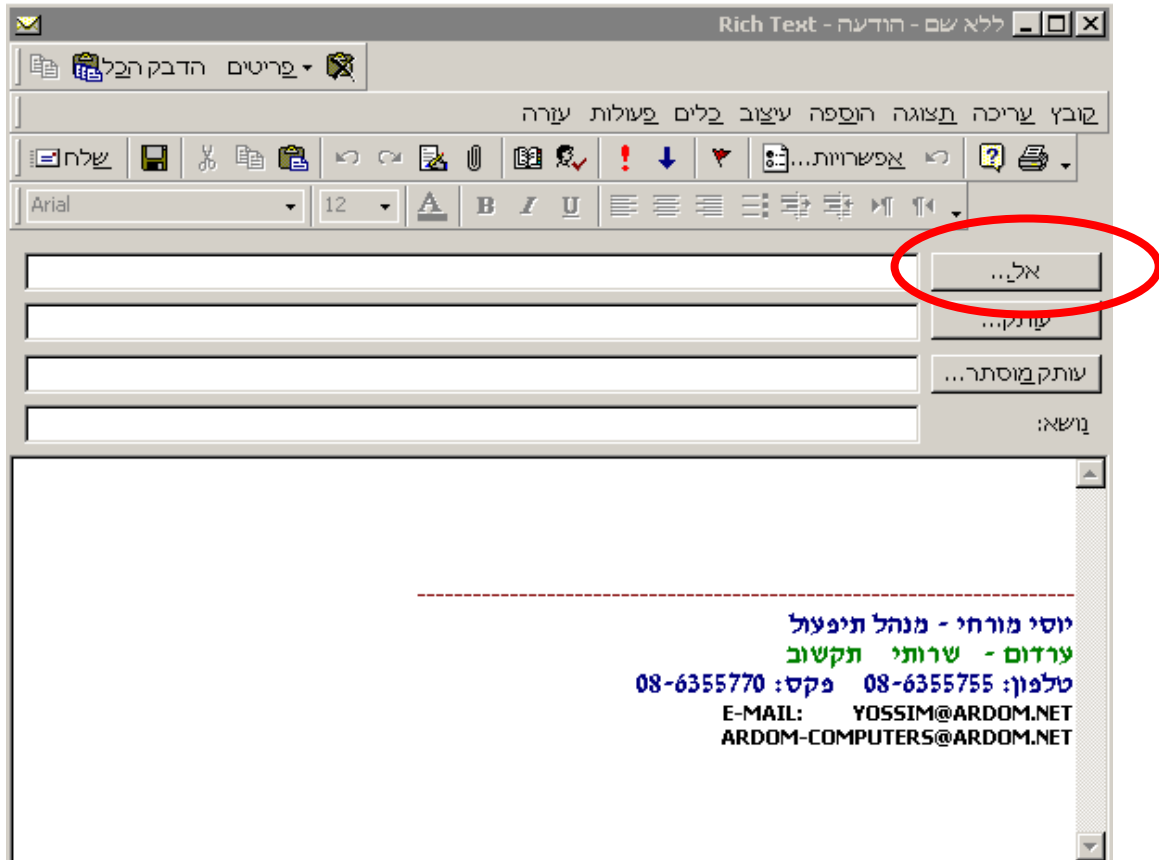 ללא שם - הודעה - Rich Text
פריטים הדבק הכל
קובץ עריכה תצוגה הוספה עיצוב כלים פעולות עזרה
שלח אפשרויות...
Arial 12 A B I U
אל...
עותק...
עותק מוסתר...
נושא:
--------------------------------------------------------------------------
יוסי מורחי - מנהל תיפעול
ערדום - שרותי תקשוב
טלפון: 08-6355755 פקס: 08-6355770
E-MAIL: YOSSIM@ARDOM.NET
ARDOM-COMPUTERS@ARDOM.NET